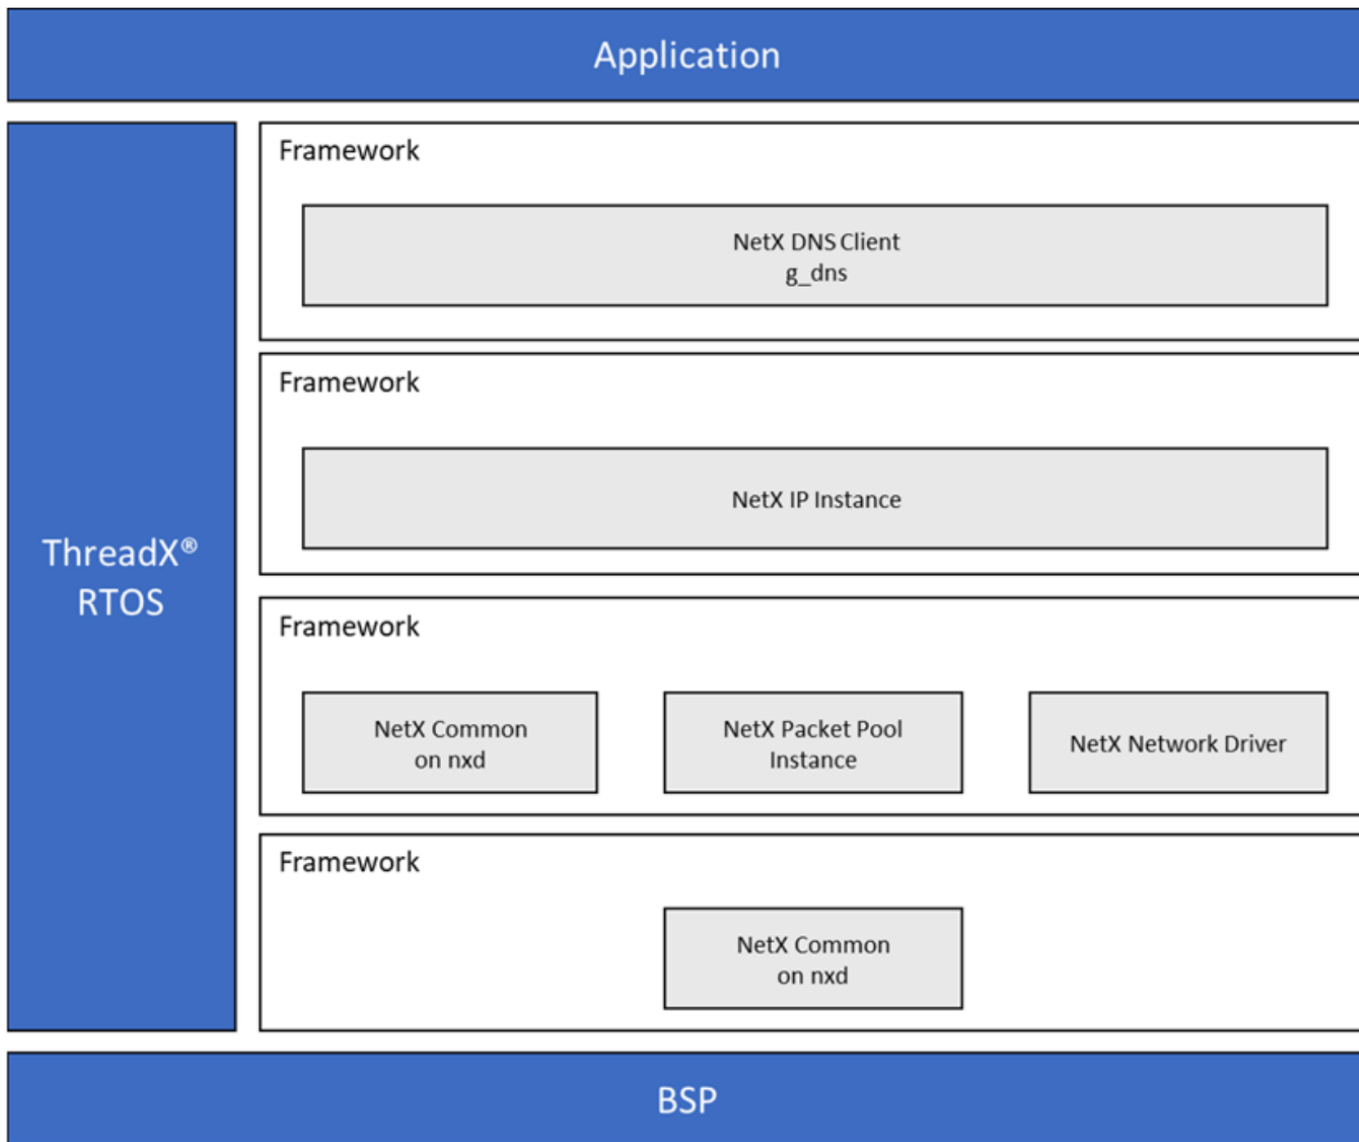 Application
ThreadX®
RTOS
Framework
NetX DNS Client
g_dns
Framework
NetX IP Instance
Framework
NetX Common
on nxd
NetX Packet Pool
Instance
NetX Network Driver
Framework
NetX Common
on nxd
BSP